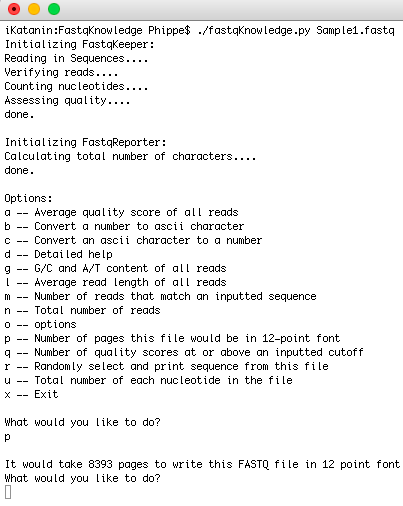 iKatanin:FastqKnowledge Phippe$ ./fastqKnowledge.py Sample1.fastq
Initializing FastqKeeper:
Reading in Sequences....
Verifying reads....
Counting nucleotides....
Assessing quality....
done.
Initializing FastqReporter:
Calculating total number of characters....
done.
Options:
a -- Average quality score of all reads
b -- Convert a number to ascii character
c -- Convert an ascii character to a number
d -- Detailed help
g -- G/C and A/T content of all reads
l -- Average read length of all reads
m -- Number of reads that match an inputted sequence
n -- Total number of reads
o -- options
p -- Number of pages this file would be in 12-point font
q -- Number of quality scores at or above an inputted cutoff
r -- Randomly select and print sequence from this file
u -- Total number of each nucleotide in the file
x -- Exit
What would you like to do?
p
It would take 8393 pages to write this FASTQ file in 12 point font
What would you like to do?